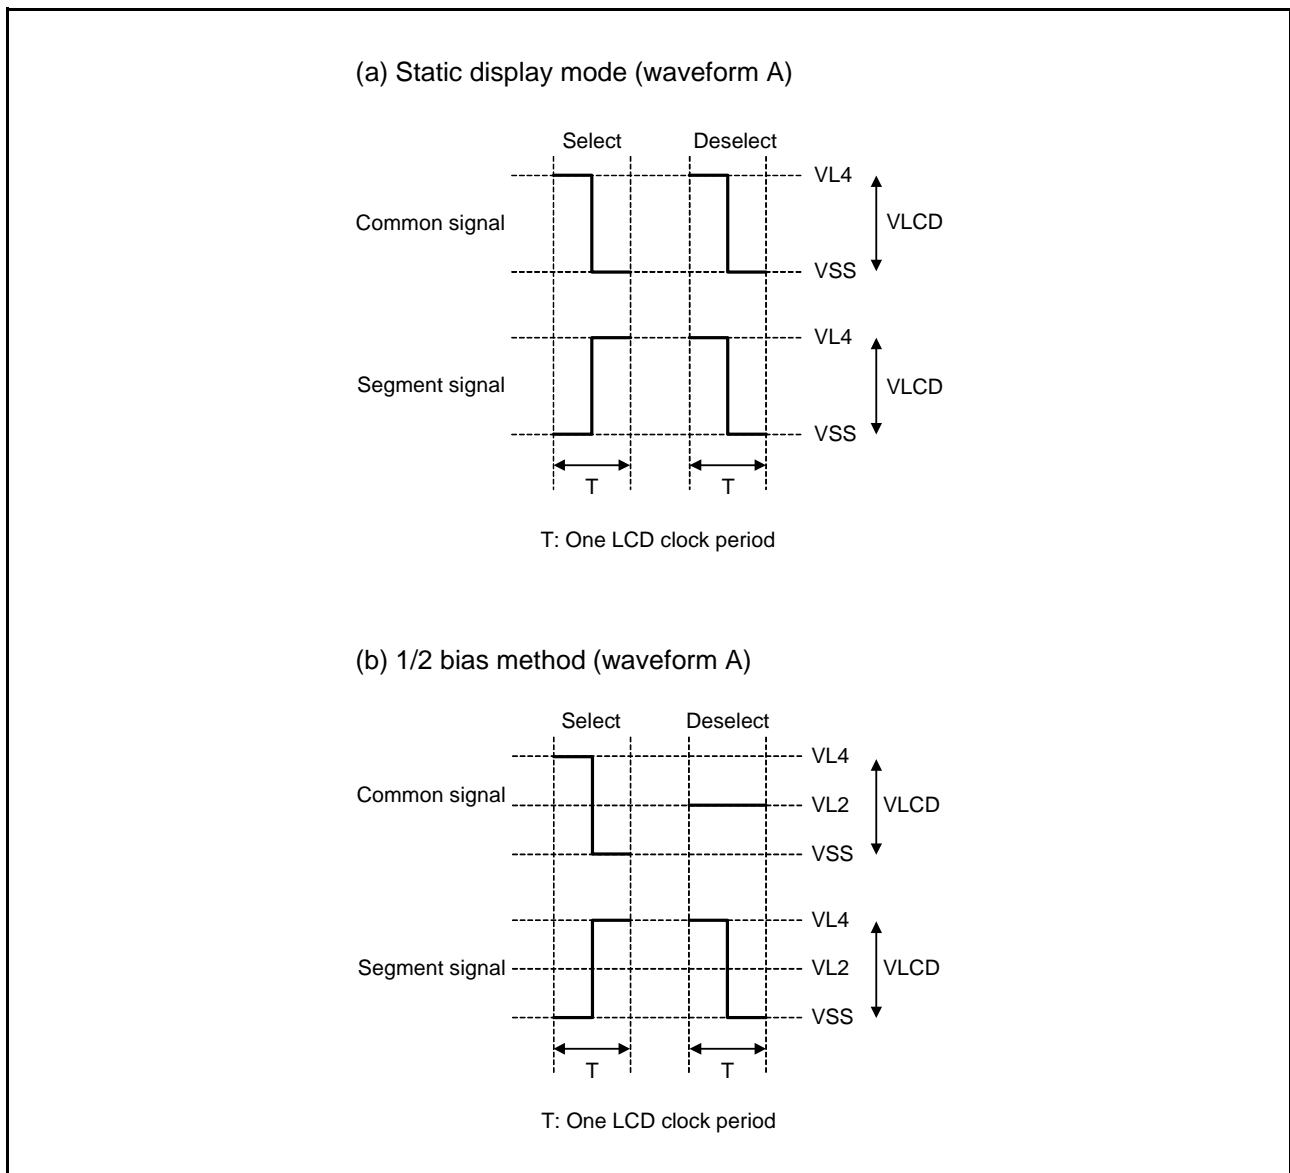 (a) Static display mode (waveform A)
Select Deselect
VL4
Common signal VLCD
VSS
VL4
Segment signal VLCD
VSS
T T
T: One LCD clock period
(b) 1/2 bias method (waveform A)
Select Deselect
VL4
Common signal VL2 VLCD
VSS
VL4
Segment signal VL2 VLCD
VSS
T T
T: One LCD clock period